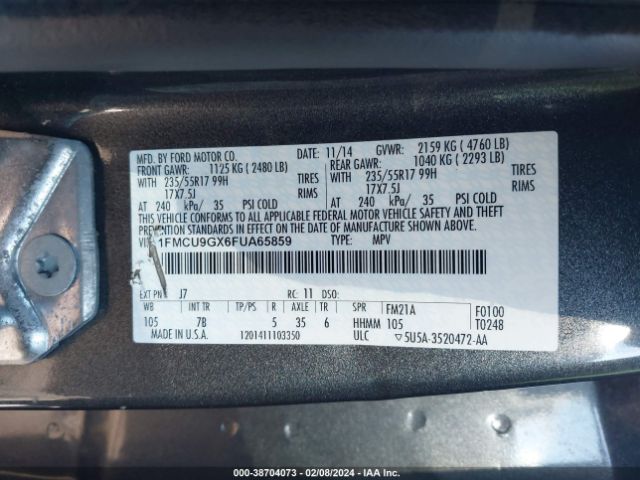 MFD. BY FORD MOTOR CO. DATE: 11/14 GVWR: 2159 KG ( 4760 LB)
FRONT GAWR: 1125 KG ( 2480 LB) REAR GAWR: 1040 KG ( 2293 LB)
WITH 235/55R17 99H TIRES WITH 235/55R17 99H TIRES
17X7.5J RIMS 17X7.5J RIMS
AT 240 kPa/ 35 PSI COLD AT 240 kPa/ 35 PSI COLD
THIS VEHICLE CONFORMS TO ALL APPLICABLE FEDERAL MOTOR VEHICLE SAFETY AND THEFT
PREVENTION STANDARDS IN EFFECT ON THE DATE OF MANUFACTURE SHOWN ABOVE.
VIN: 1FMCU9GX6FUA65859 TYPE: MPV
EXT PNT: J7 RC: 11 DSO:
WB INT TR TP/PS R AXLE TR SPR FM21A F0100
105 7B 5 35 6 HHMM 105 T0248
MADE IN U.S.A. 1201411103350 ULC ▽5U5A-3520472-AA
000-38704073 - 02/08/2024 - IAA Inc.